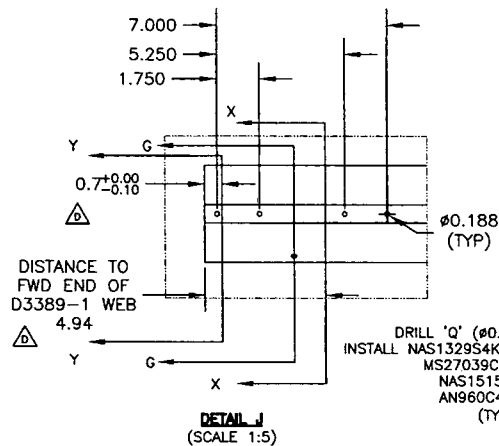 7.000
5.250
1.750
X
Y
G
0.7+0.00
-0.10
D
ø0.188
(TYP)
DISTANCE TO
FWD END OF
D3389-1 WEB
4.94
D
Y
G
X
DRILL 'Q' (ø0.
INSTALL NAS1329S4K
MS27039C
NAS1515
AN960C4
(TY
DETAIL J
(SCALE 1:5)